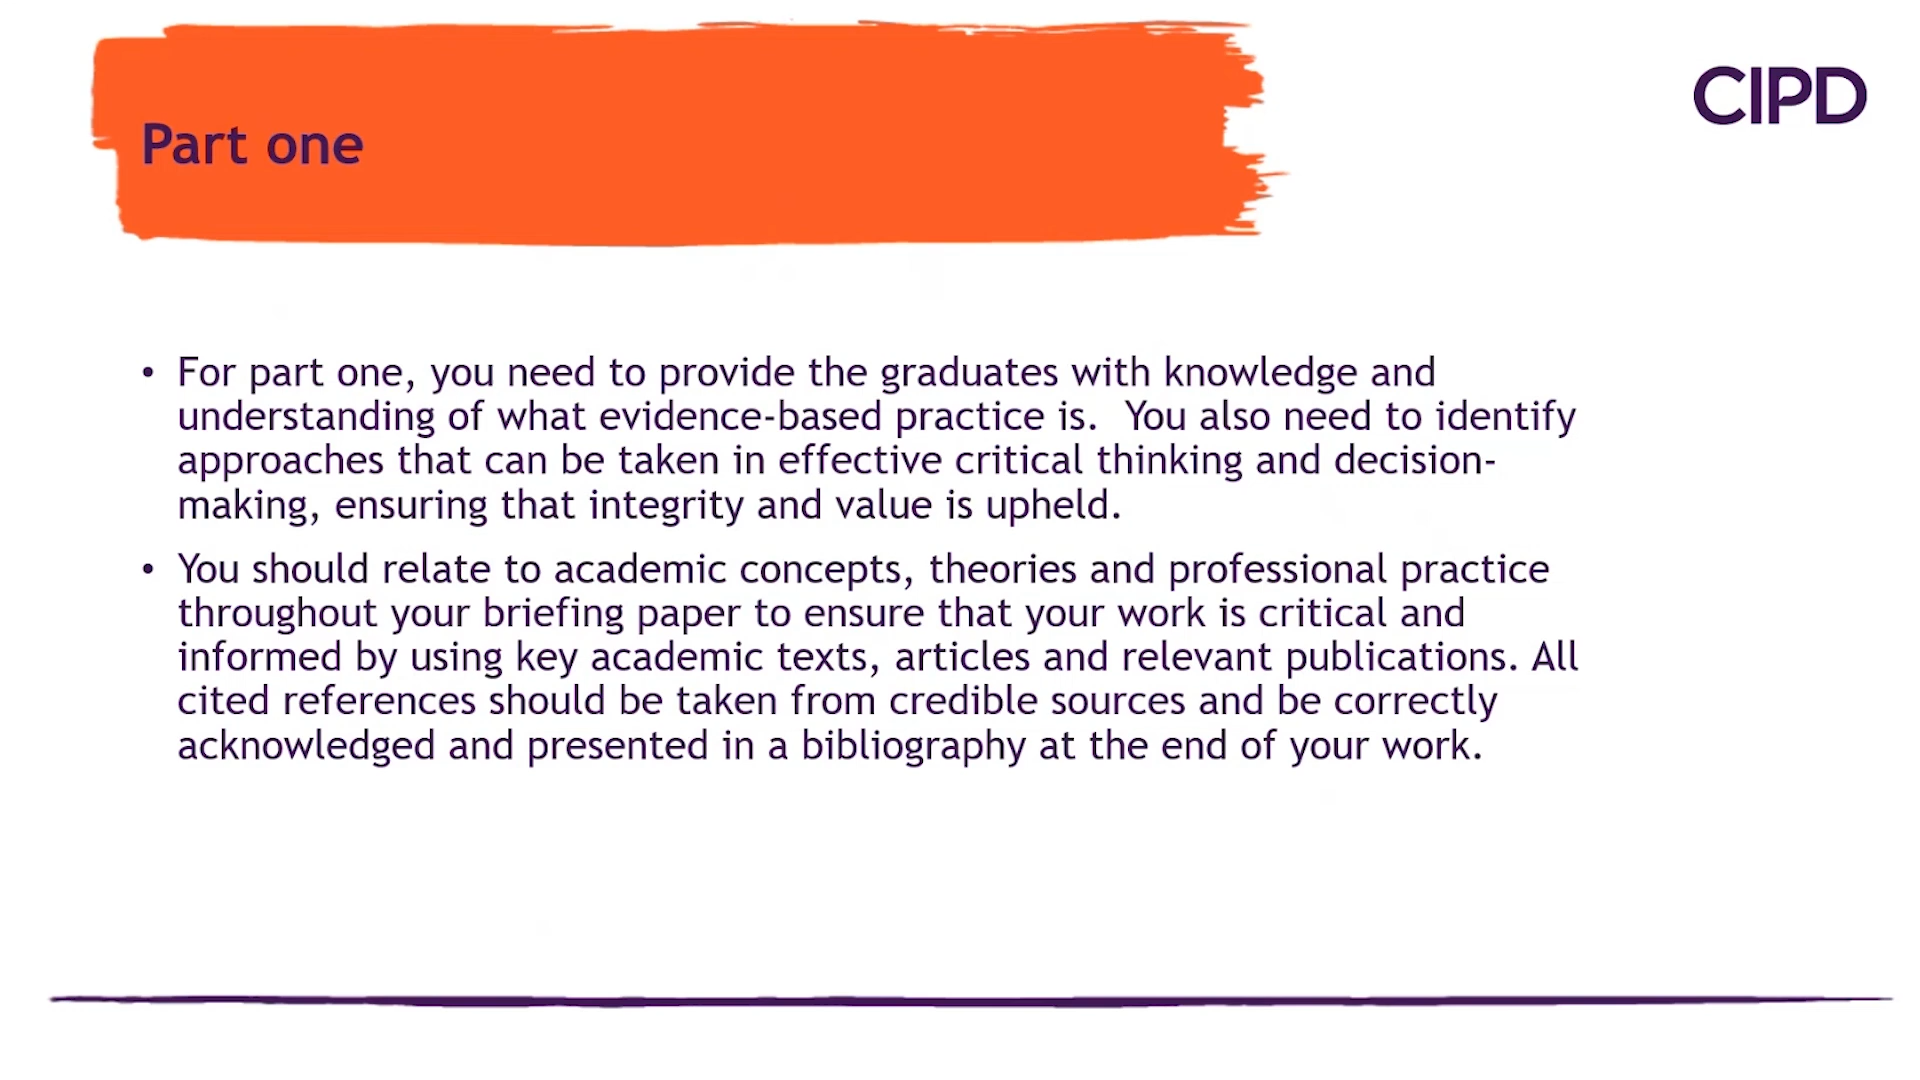 CIPD
Part one
• For part one, you need to provide the graduates with knowledge and
understanding of what evidence-based practice is.  You also need to identify
approaches that can be taken in effective critical thinking and decision-
making, ensuring that integrity and value is upheld.
• You should relate to academic concepts, theories and professional practice
throughout your briefing paper to ensure that your work is critical and
informed by using key academic texts, articles and relevant publications. All
cited references should be taken from credible sources and be correctly
acknowledged and presented in a bibliography at the end of your work.